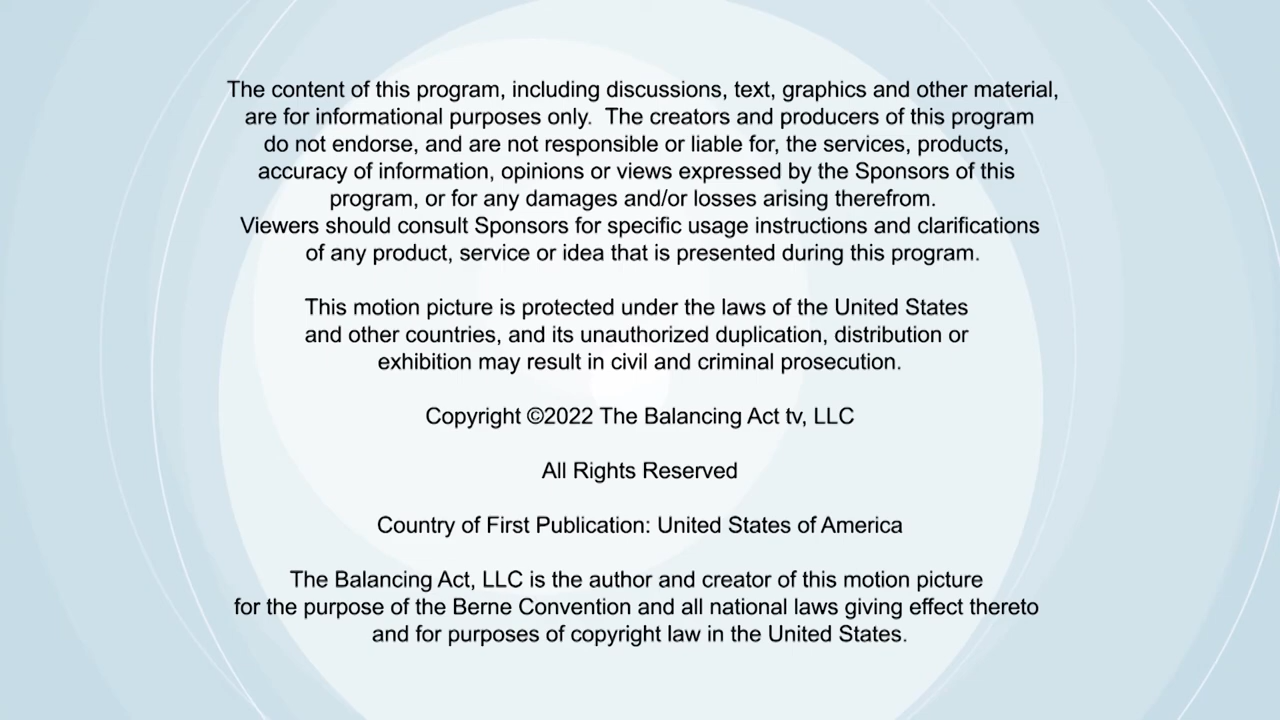 The content of this program, including discussions, text, graphics and other material,
are for informational purposes only.  The creators and producers of this program
do not endorse, and are not responsible or liable for, the services, products,
accuracy of information, opinions or views expressed by the Sponsors of this
program, or for any damages and/or losses arising therefrom.
Viewers should consult Sponsors for specific usage instructions and clarifications
of any product, service or idea that is presented during this program.
This motion picture is protected under the laws of the United States
and other countries, and its unauthorized duplication, distribution or
exhibition may result in civil and criminal prosecution.
Copyright ©2022 The Balancing Act tv, LLC
All Rights Reserved
Country of First Publication: United States of America
The Balancing Act, LLC is the author and creator of this motion picture
for the purpose of the Berne Convention and all national laws giving effect thereto
and for purposes of copyright law in the United States.